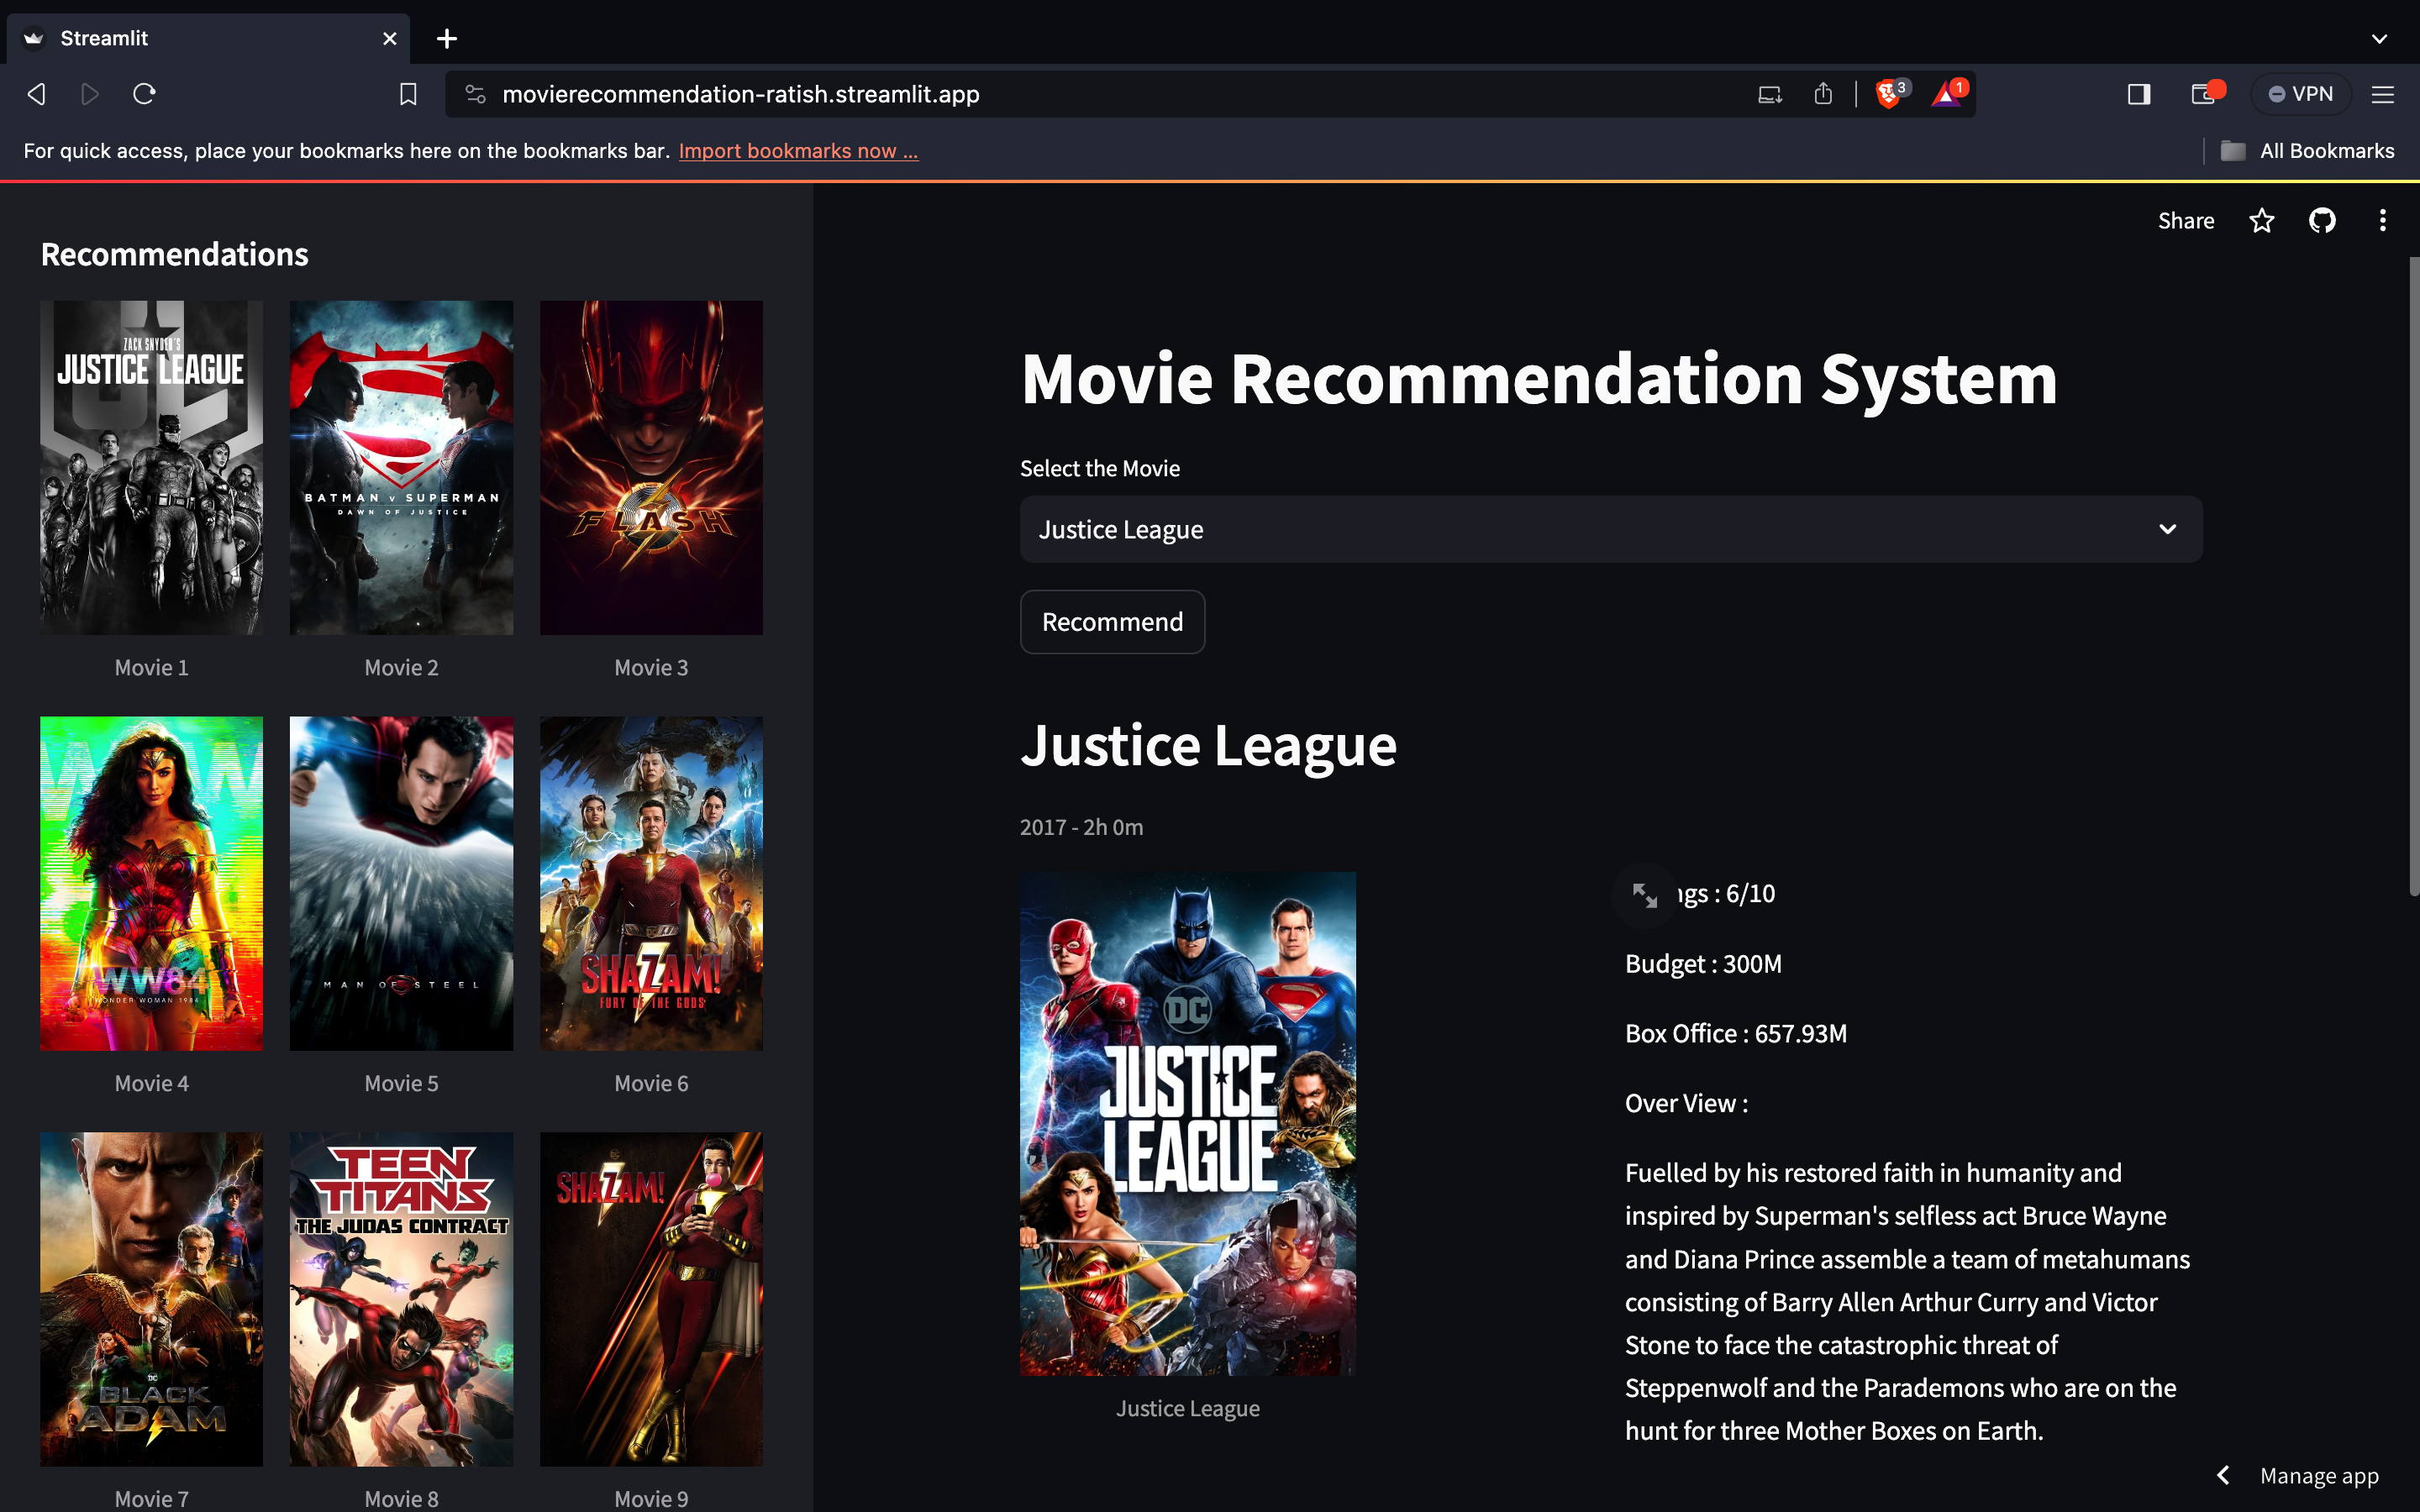 Streamlit
movierecommendation-ratish.streamlit.app
3
1
VPN
For quick access, place your bookmarks here on the bookmarks bar. Import bookmarks now ...
All Bookmarks
Share
Recommendations
ZACK SNYDER'S
JUSTICE LEAGUE
BATMAN v SUPERMAN
DAWN OF JUSTICE
FLASH
Movie 1
Movie 2
Movie 3
WW84
WONDER WOMAN 1984
MAN OF STEEL
SHAZAM!
FURY OF THE GODS
Movie 4
Movie 5
Movie 6
DC
BLACK
ADAM
TEEN
TITANS
THE JUDAS CONTRACT
SHAZAM!
Movie 7
Movie 8
Movie 9
Movie Recommendation System
Select the Movie
Justice League
Recommend
Justice League
2017 - 2h 0m
DC
JUSTICE
LEAGUE
Justice League
ngs : 6/10
Budget : 300M
Box Office : 657.93M
Over View :
Fuelled by his restored faith in humanity and
inspired by Superman's selfless act Bruce Wayne
and Diana Prince assemble a team of metahumans
consisting of Barry Allen Arthur Curry and Victor
Stone to face the catastrophic threat of
Steppenwolf and the Parademons who are on the
hunt for three Mother Boxes on Earth.
Manage app